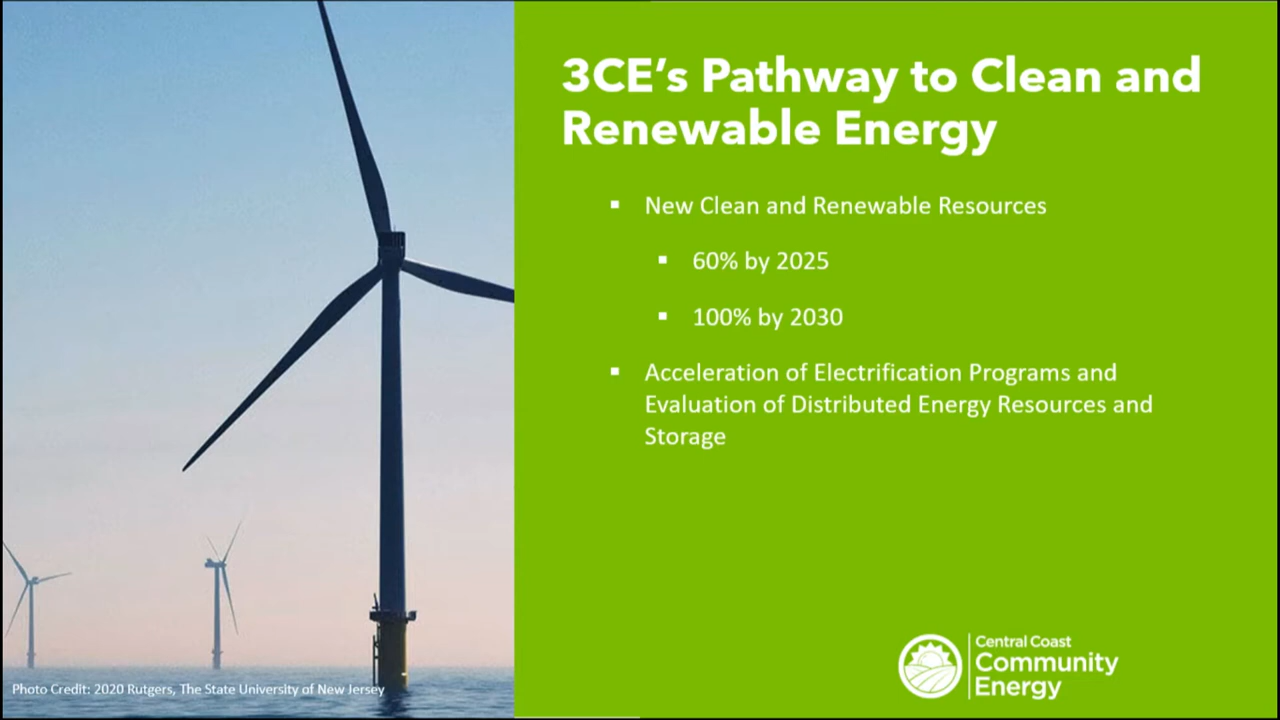 3CE’s Pathway to Clean and
Renewable Energy
▪ New Clean and Renewable Resources
▪ 60% by 2025
▪ 100% by 2030
▪ Acceleration of Electrification Programs and
Evaluation of Distributed Energy Resources and
Storage
Photo Credit: 2020 Rutgers, The State University of New Jersey
Central Coast
Community
Energy